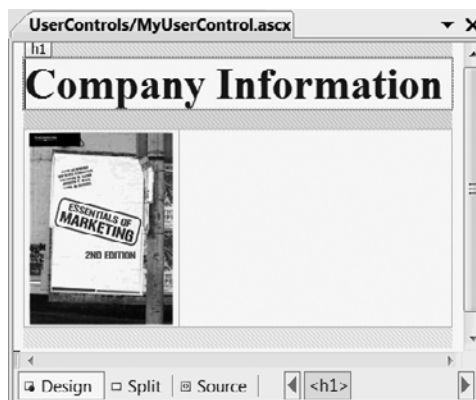 UserControls/MyUserControl.ascx
h1
Company Information
ESSENTIALS OF
MARKETING
2ND EDITION
Design
Split
Source
<h1>